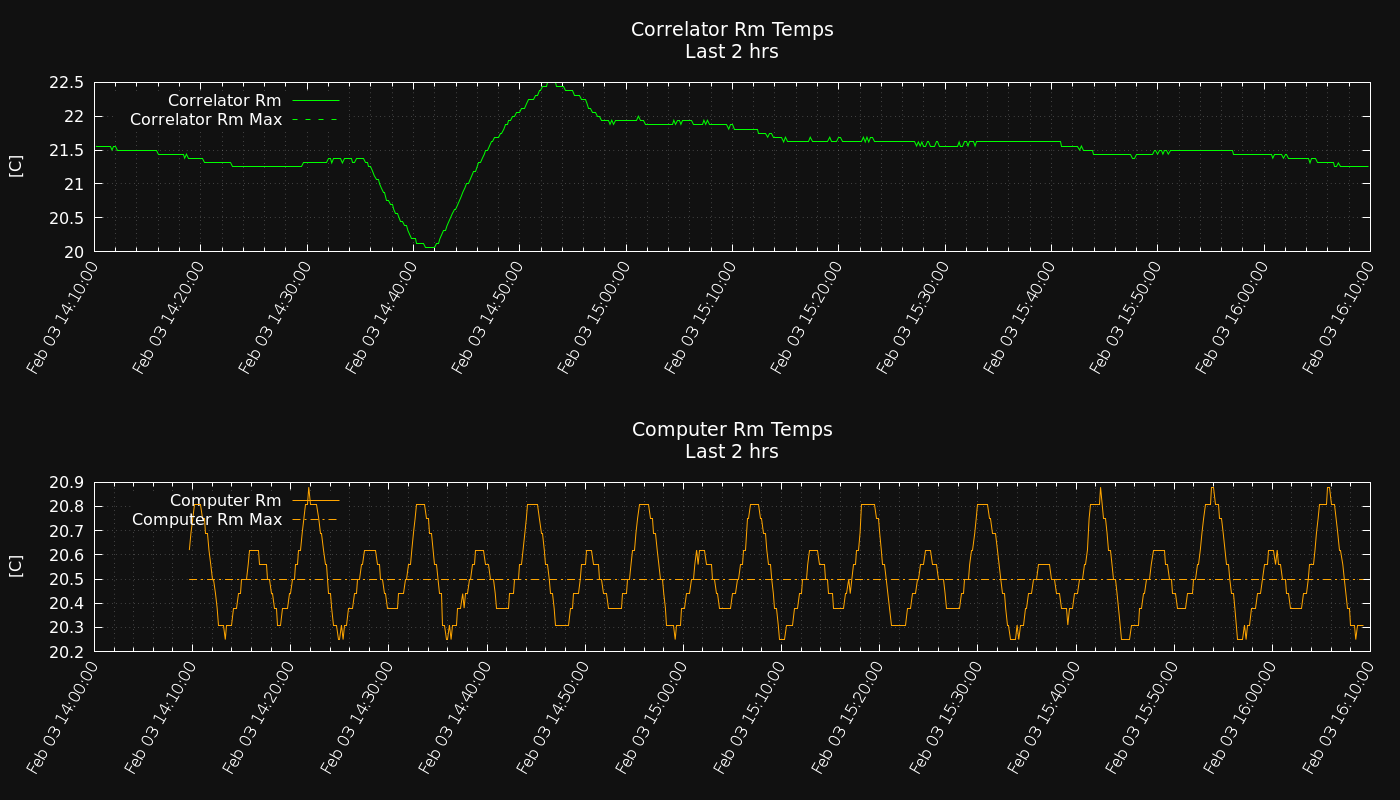 Correlator Rm Temps
Last 2 hrs
Correlator Rm
Correlator Rm Max
[C]
22.5
22
21.5
21
20.5
20
Feb 03 14:10:00
Feb 03 14:20:00
Feb 03 14:30:00
Feb 03 14:40:00
Feb 03 14:50:00
Feb 03 15:00:00
Feb 03 15:10:00
Feb 03 15:20:00
Feb 03 15:30:00
Feb 03 15:40:00
Feb 03 15:50:00
Feb 03 16:00:00
Feb 03 16:10:00
Computer Rm Temps
Last 2 hrs
Computer Rm
Computer Rm Max
[C]
20.9
20.8
20.7
20.6
20.5
20.4
20.3
20.2
Feb 03 14:00:00
Feb 03 14:10:00
Feb 03 14:20:00
Feb 03 14:30:00
Feb 03 14:40:00
Feb 03 14:50:00
Feb 03 15:00:00
Feb 03 15:10:00
Feb 03 15:20:00
Feb 03 15:30:00
Feb 03 15:40:00
Feb 03 15:50:00
Feb 03 16:00:00
Feb 03 16:10:00